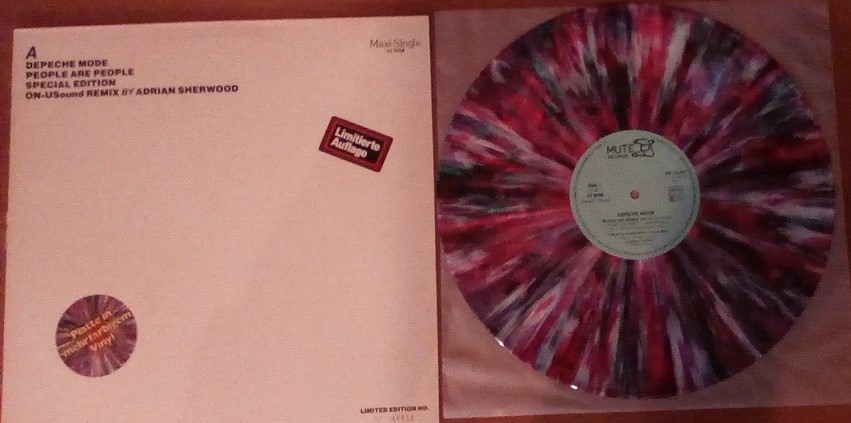 A
DEPECHE MODE
PEOPLE ARE PEOPLE
SPECIAL EDITION
ON-USound REMIX BY ADRIAN SHERWOOD
Maxi-Single
Limitierte
Auflage
Platte in
mehrfarbigem
Vinyl
LIMITED EDITION NO.
MUTE
DEPECHE MODE